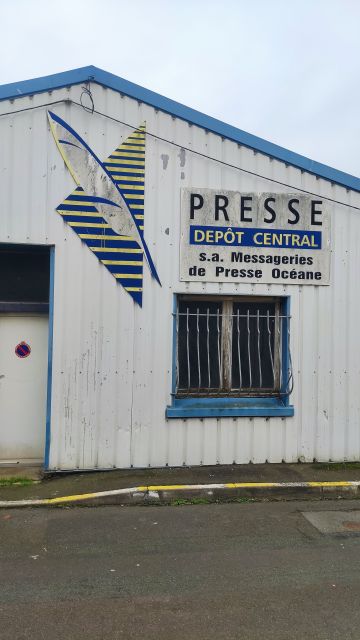 PRESSE
DEPÔT CENTRAL
s.a. Messageries
de Presse Océane